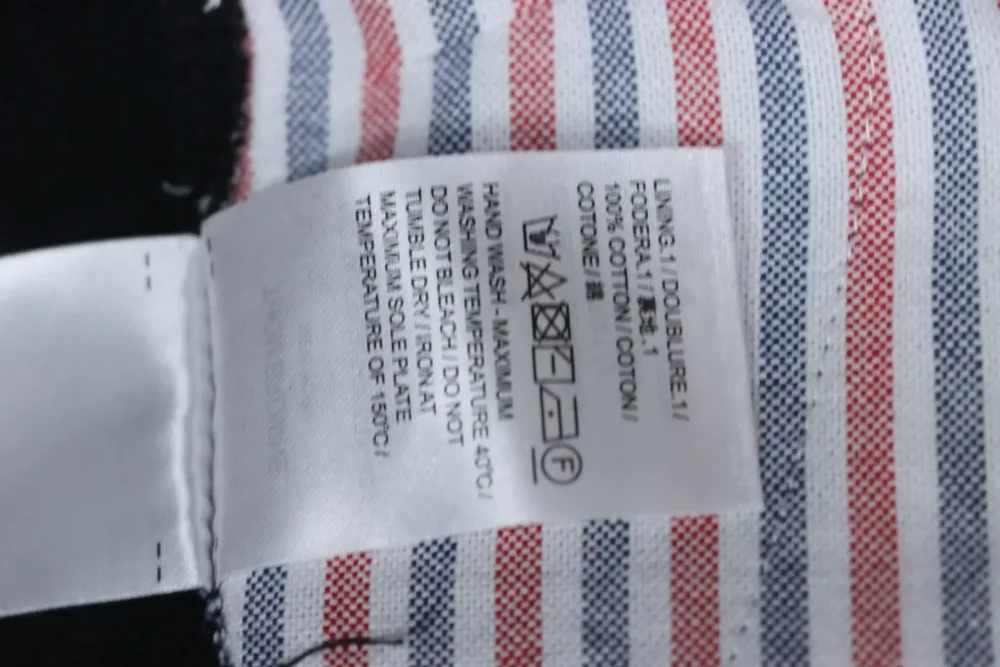 LINING.1 / DOUBLURE.1 /
FODERA.1 / 裏地.1
100% COTTON / COTON /
COTONE / 綿
F
HAND WASH - MAXIMUM
WASHING TEMPERATURE 40°C /
DO NOT BLEACH / DO NOT
TUMBLE DRY / IRON AT
MAXIMUM SOLE PLATE
TEMPERATURE OF 150°C /